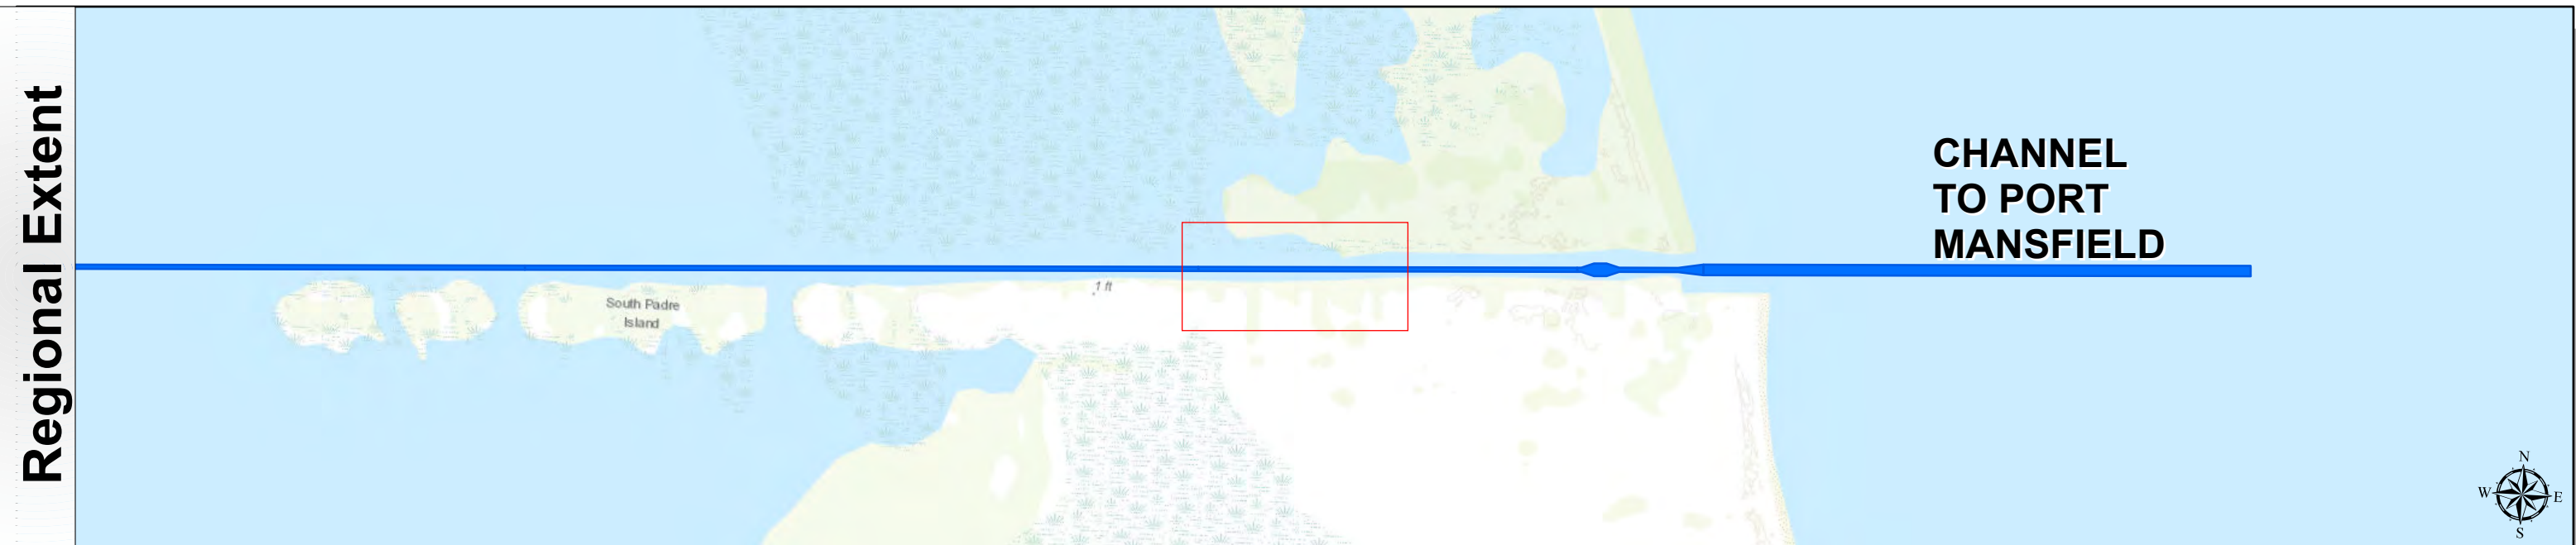 Regional Extent
CHANNEL
TO PORT
MANSFIELD
1 ft
South Padre
Island
N
W
E
S